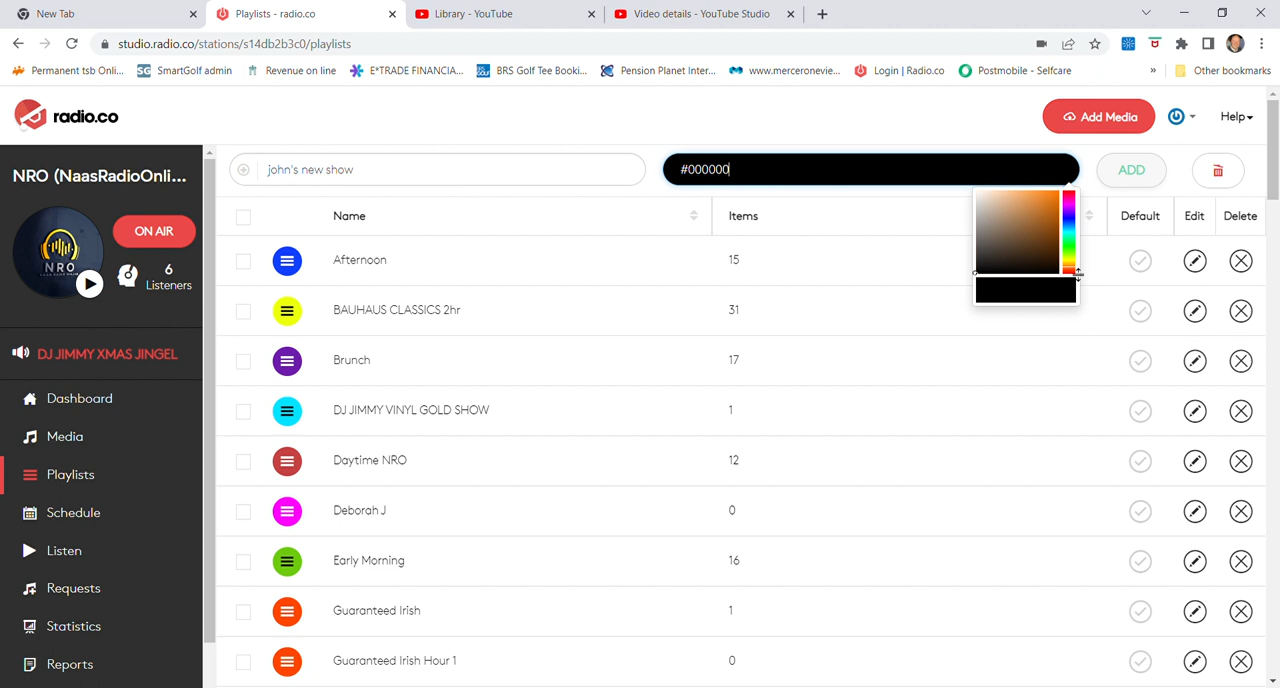 New Tab
Playlists - radio.co
Library - YouTube
Video details - YouTube Studio
studio.radio.co/stations/s14db2b3c0/playlists
Permanent tsb Onli...
SG SmartGolf admin
Revenue on line
E*TRADE FINANCIA...
BRS Golf Tee Booki...
Pension Planet Inter...
www.merceronevie...
Login | Radio.co
Postmobile - Selfcare
»
Other bookmarks
radio.co
Add Media
Help
NRO (NaasRadioOnli...
NRO
ON AIR
6
Listeners
DJ JIMMY XMAS JINGEL
Dashboard
Media
Playlists
Schedule
Listen
Requests
Statistics
Reports
john's new show
#000000
ADD
Name
Items
Default
Edit
Delete
Afternoon
15
BAUHAUS CLASSICS 2hr
31
Brunch
17
DJ JIMMY VINYL GOLD SHOW
1
Daytime NRO
12
Deborah J
0
Early Morning
16
Guaranteed Irish
1
Guaranteed Irish Hour 1
0